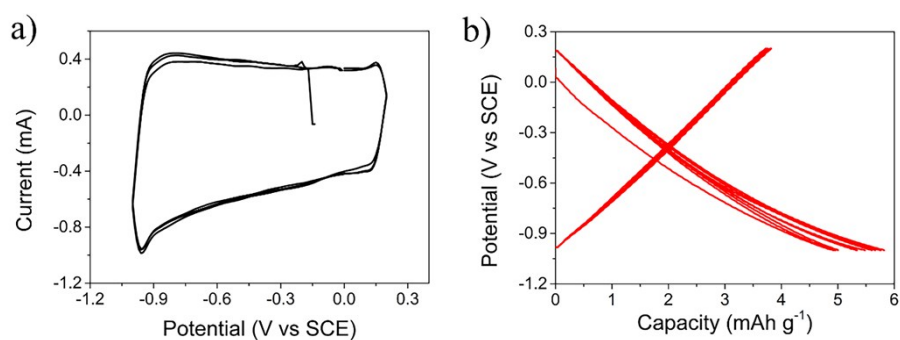 a)
0.4
0.0
-0.4
-0.8
-1.2
Current (mA)
-1.2 -0.9 -0.6 -0.3 0.0 0.3
Potential (V vs SCE)
b)
0.0
-0.3
-0.6
-0.9
-1.2
Potential (V vs SCE)
0 1 2 3 4 5 6
Capacity (mAh g⁻¹)